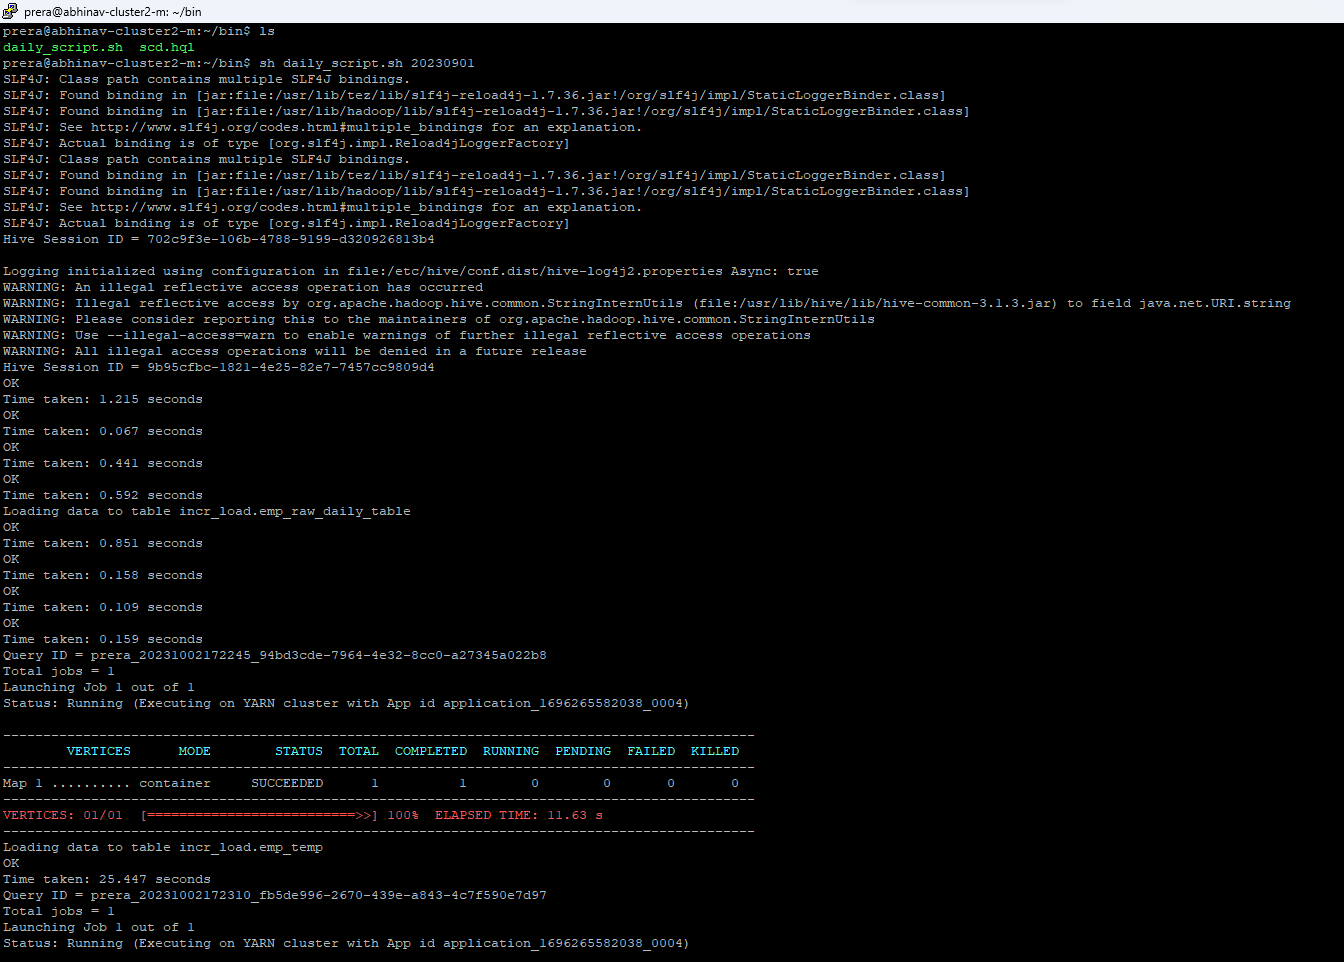 prera@abhinav-cluster2-m: ~/bin
prera@abhinav-cluster2-m:~/bin$ ls
daily_script.sh  scd.hql
prera@abhinav-cluster2-m:~/bin$ sh daily_script.sh 20230901
SLF4J: Class path contains multiple SLF4J bindings.
SLF4J: Found binding in [jar:file:/usr/lib/tez/lib/slf4j-reload4j-1.7.36.jar!/org/slf4j/impl/StaticLoggerBinder.class]
SLF4J: Found binding in [jar:file:/usr/lib/hadoop/lib/slf4j-reload4j-1.7.36.jar!/org/slf4j/impl/StaticLoggerBinder.class]
SLF4J: See http://www.slf4j.org/codes.html#multiple_bindings for an explanation.
SLF4J: Actual binding is of type [org.slf4j.impl.Reload4jLoggerFactory]
SLF4J: Class path contains multiple SLF4J bindings.
SLF4J: Found binding in [jar:file:/usr/lib/tez/lib/slf4j-reload4j-1.7.36.jar!/org/slf4j/impl/StaticLoggerBinder.class]
SLF4J: Found binding in [jar:file:/usr/lib/hadoop/lib/slf4j-reload4j-1.7.36.jar!/org/slf4j/impl/StaticLoggerBinder.class]
SLF4J: See http://www.slf4j.org/codes.html#multiple_bindings for an explanation.
SLF4J: Actual binding is of type [org.slf4j.impl.Reload4jLoggerFactory]
Hive Session ID = 702c9f3e-106b-4788-9199-d320926813b4
Logging initialized using configuration in file:/etc/hive/conf.dist/hive-log4j2.properties Async: true
WARNING: An illegal reflective access operation has occurred
WARNING: Illegal reflective access by org.apache.hadoop.hive.common.StringInternUtils (file:/usr/lib/hive/lib/hive-common-3.1.3.jar) to field java.net.URI.string
WARNING: Please consider reporting this to the maintainers of org.apache.hadoop.hive.common.StringInternUtils
WARNING: Use --illegal-access=warn to enable warnings of further illegal reflective access operations
WARNING: All illegal access operations will be denied in a future release
Hive Session ID = 9b95cfbc-1821-4e25-82e7-7457cc9809d4
OK
Time taken: 1.215 seconds
OK
Time taken: 0.067 seconds
OK
Time taken: 0.441 seconds
OK
Time taken: 0.592 seconds
Loading data to table incr_load.emp_raw_daily_table
OK
Time taken: 0.851 seconds
OK
Time taken: 0.158 seconds
OK
Time taken: 0.109 seconds
OK
Time taken: 0.159 seconds
Query ID = prera_20231002172245_94bd3cde-7964-4e32-8cc0-a27345a022b8
Total jobs = 1
Launching Job 1 out of 1
Status: Running (Executing on YARN cluster with App id application_1696265582038_0004)
----------------------------------------------------------------------------------------------
        VERTICES      MODE        STATUS  TOTAL  COMPLETED  RUNNING  PENDING  FAILED  KILLED
----------------------------------------------------------------------------------------------
Map 1 .......... container     SUCCEEDED      1          1        0        0       0       0
----------------------------------------------------------------------------------------------
VERTICES: 01/01  [==========================>>] 100%  ELAPSED TIME: 11.63 s
----------------------------------------------------------------------------------------------
Loading data to table incr_load.emp_temp
OK
Time taken: 25.447 seconds
Query ID = prera_20231002172310_fb5de996-2670-439e-a843-4c7f590e7d97
Total jobs = 1
Launching Job 1 out of 1
Status: Running (Executing on YARN cluster with App id application_1696265582038_0004)